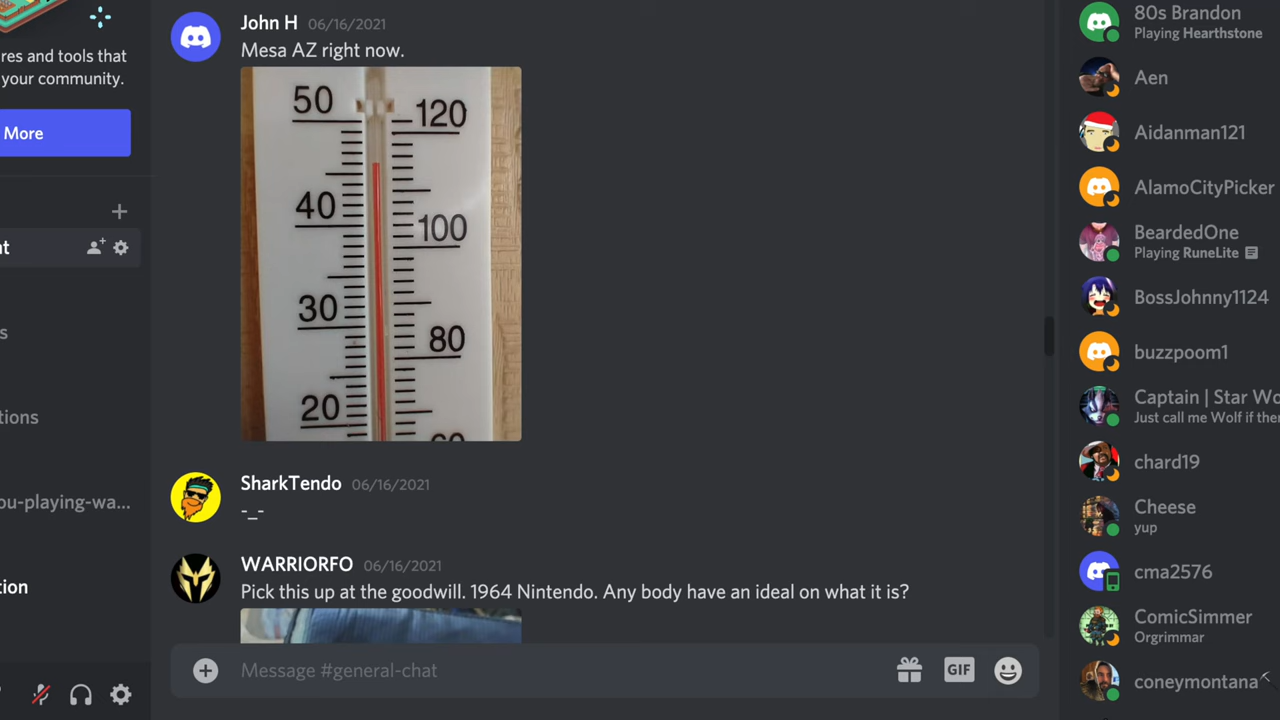 res and tools that
your community.
More
t
s
tions
ou-playing-wa...
tion
John H 06/16/2021
Mesa AZ right now.
50 120
40 100
30 80
20 60
SharkTendo 06/16/2021
-_-
WARRIORFO 06/16/2021
Pick this up at the goodwill. 1964 Nintendo. Any body have an ideal on what it is?
Message #general-chat
GIF
80s Brandon
Playing Hearthstone
Aen
Aidanman121
AlamoCityPicker
BeardedOne
Playing RuneLite
BossJohnny1124
buzzpoom1
Captain | Star Wo
Just call me Wolf if ther
chard19
Cheese
yup
cma2576
ComicSimmer
Orgrimmar
coneymontana